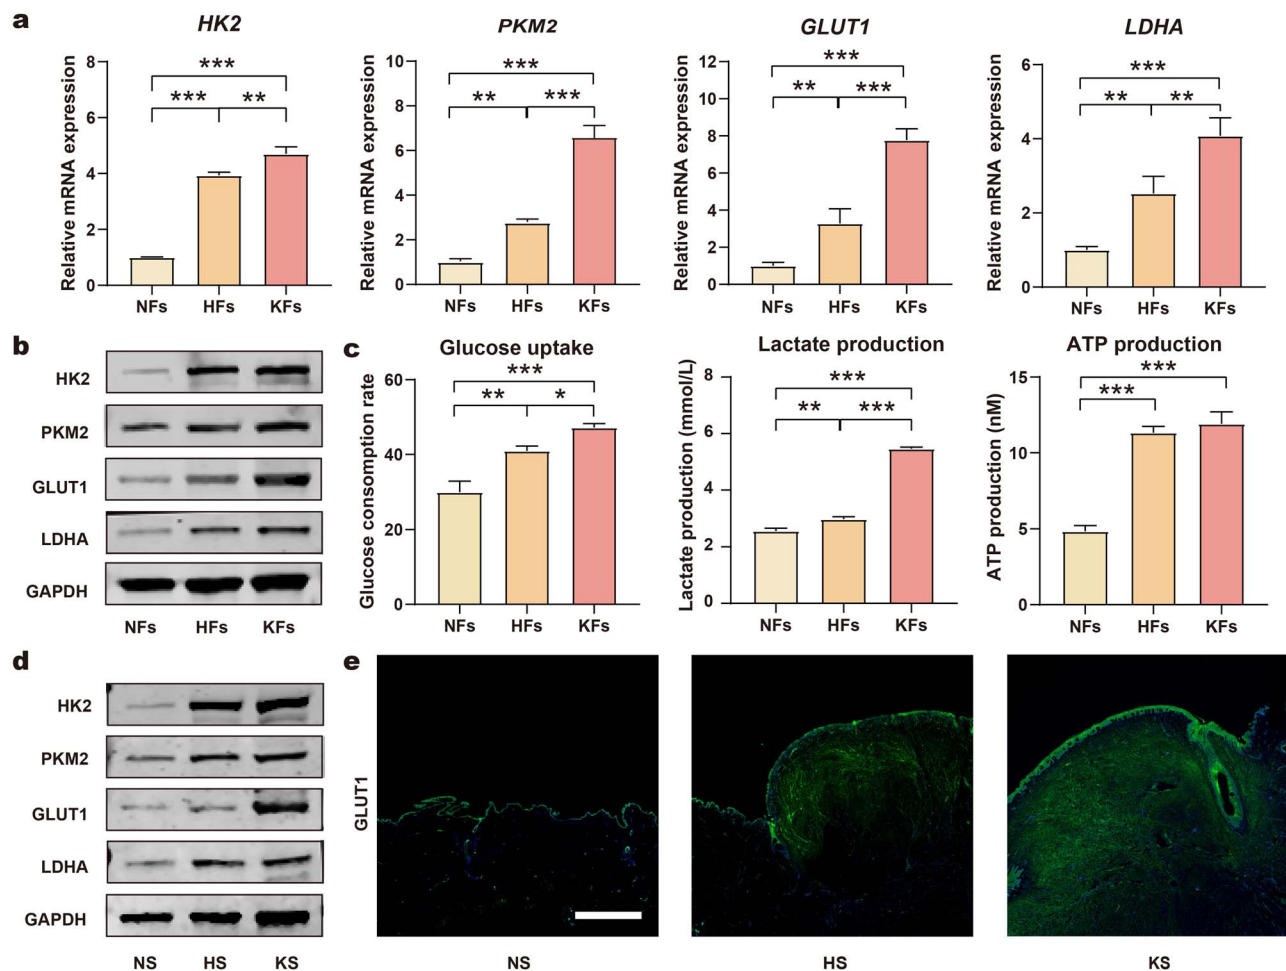 a
HK2
PKM2
GLUT1
LDHA
Relative mRNA expression
8
6
4
2
0
***
***
**
NFs
HFs
KFs
Relative mRNA expression
10
8
6
4
2
0
***
**
***
NFs
HFs
KFs
Relative mRNA expression
12
10
8
6
4
2
0
***
**
***
NFs
HFs
KFs
Relative mRNA expression
6
4
2
0
***
**
**
NFs
HFs
KFs
b
HK2
PKM2
GLUT1
LDHA
GAPDH
NFs
HFs
KFs
c
Glucose uptake
Glucose consomption rate
60
40
20
0
***
**
*
NFs
HFs
KFs
Lactate production
Lactate production (mmol/L)
8
6
4
2
0
***
**
***
NFs
HFs
KFs
ATP production
ATP production (nM)
15
10
5
0
***
***
NFs
HFs
KFs
d
HK2
PKM2
GLUT1
LDHA
GAPDH
NS
HS
KS
e
GLUT1
NS
HS
KS